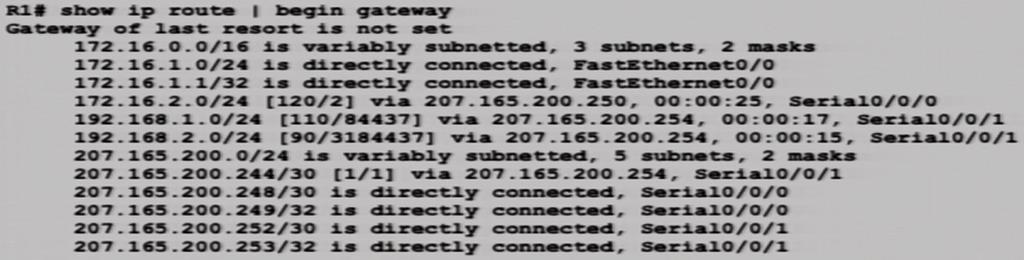 R1# show ip route | begin gateway
Gateway of last resort is not set
172.16.0.0/16 is variably subnetted, 3 subnets, 2 masks
172.16.1.0/24 is directly connected, FastEthernet0/0
172.16.1.1/32 is directly connected, FastEthernet0/0
172.16.2.0/24 [120/2] via 207.165.200.250, 00:00:25, Serial0/0/0
192.168.1.0/24 [110/84437] via 207.165.200.254, 00:00:17, Serial0/0/1
192.168.2.0/24 [90/3184437] via 207.165.200.254, 00:00:15, Serial0/0/1
207.165.200.0/24 is variably subnetted, 5 subnets, 2 masks
207.165.200.244/30 [1/1] via 207.165.200.254, Serial0/0/1
207.165.200.248/30 is directly connected, Serial0/0/0
207.165.200.249/32 is directly connected, Serial0/0/0
207.165.200.252/30 is directly connected, Serial0/0/1
207.165.200.253/32 is directly connected, Serial0/0/1